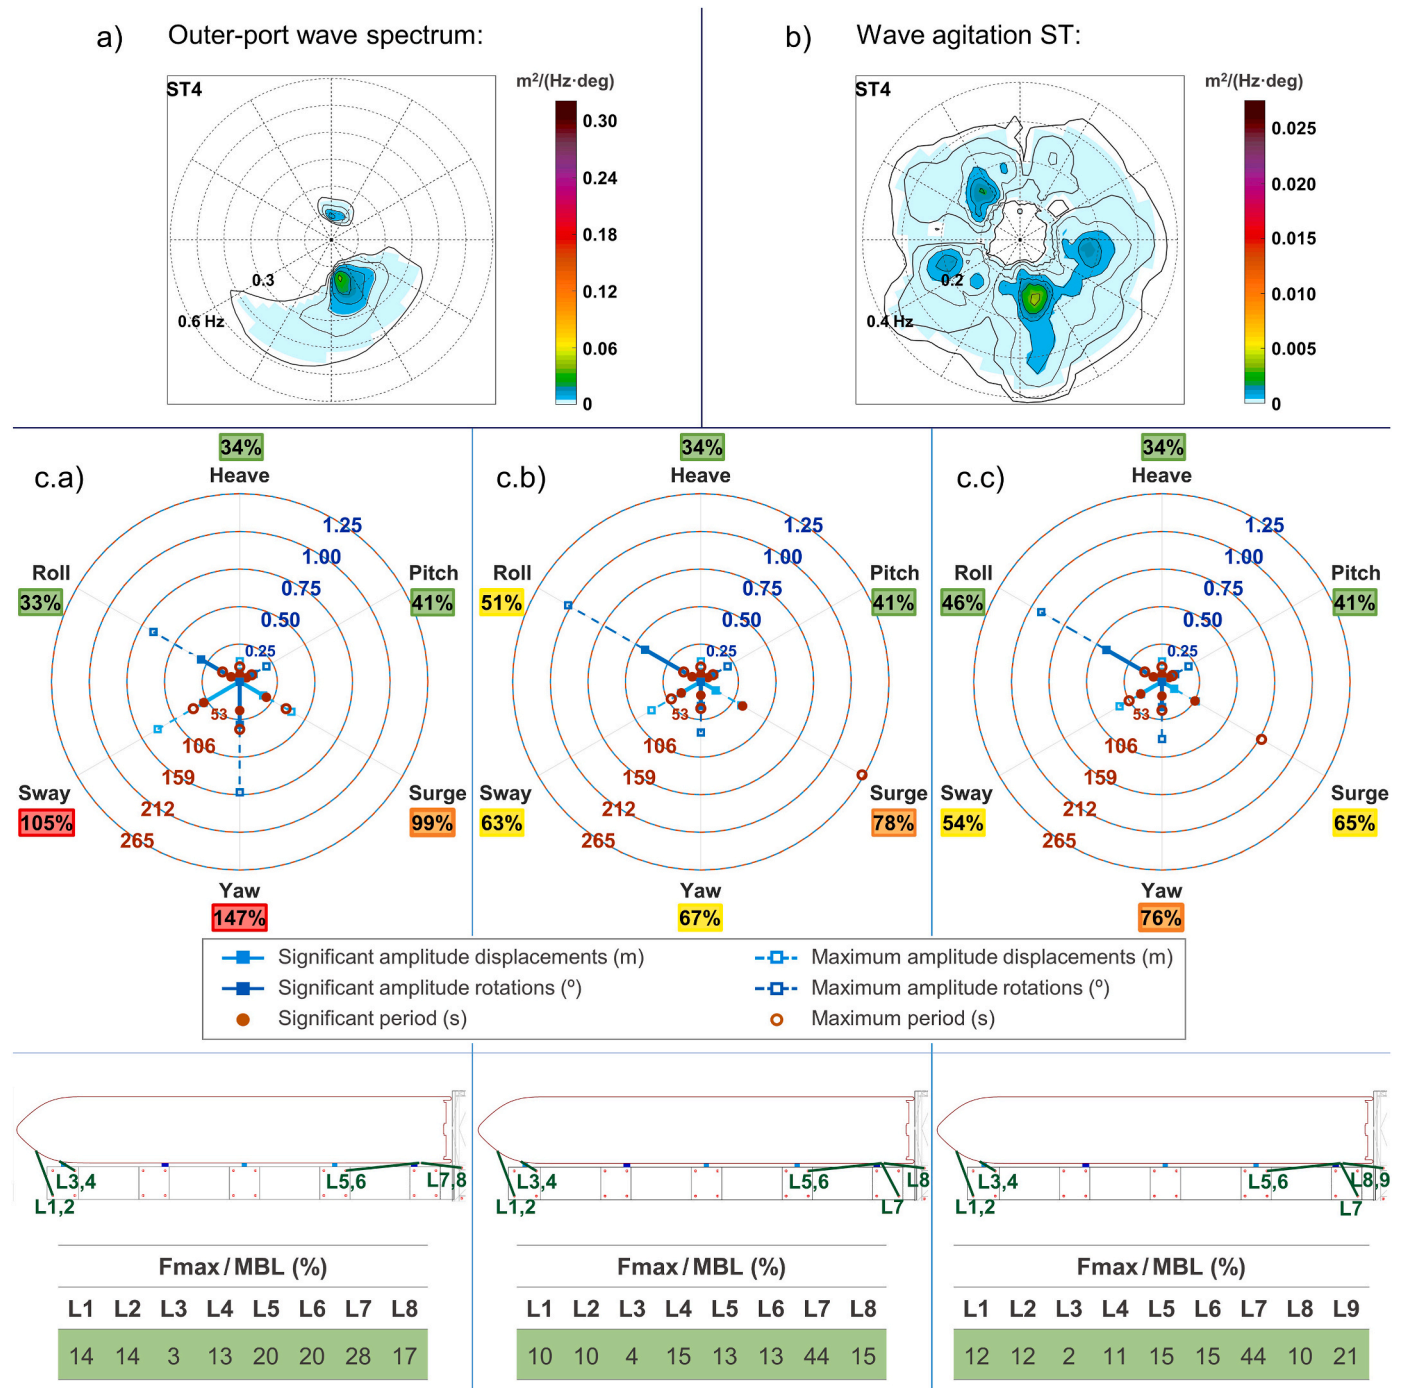 a) Outer-port wave spectrum:
ST4
m²/(Hz·deg)
0.30
0.24
0.18
0.12
0.06
0
0.3
0.6 Hz
b) Wave agitation ST:
ST4
m²/(Hz·deg)
0.025
0.020
0.015
0.010
0.005
0
0.2
0.4 Hz
c.a)
34%
Heave
Roll
33%
Pitch
41%
1.25
1.00
0.75
0.50
0.25
53
106
159
212
265
Sway
105%
Surge
99%
Yaw
147%
c.b)
34%
Heave
Roll
51%
Pitch
41%
1.25
1.00
0.75
0.50
0.25
53
106
159
212
265
Sway
63%
Surge
78%
Yaw
67%
c.c)
34%
Heave
Roll
46%
Pitch
41%
1.25
1.00
0.75
0.50
0.25
53
106
159
212
265
Sway
54%
Surge
65%
Yaw
76%
Significant amplitude displacements (m)
Maximum amplitude displacements (m)
Significant amplitude rotations (º)
Maximum amplitude rotations (º)
Significant period (s)
Maximum period (s)
L3,4
L5,6
L7,8
L1,2
L3,4
L5,6
L8
L1,2
L7
L3,4
L5,6
L8,9
L1,2
L7
Fmax/MBL (%)
L1 L2 L3 L4 L5 L6 L7 L8
14 14 3 13 20 20 28 17
Fmax/MBL (%)
L1 L2 L3 L4 L5 L6 L7 L8
10 10 4 15 13 13 44 15
Fmax/MBL (%)
L1 L2 L3 L4 L5 L6 L7 L8 L9
12 12 2 11 15 15 44 10 21